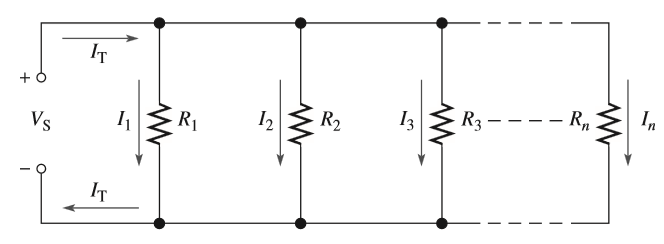 I_T
+
V_S
I_1 R_1 I_2 R_2 I_3 R_3 R_n I_n
−
I_T